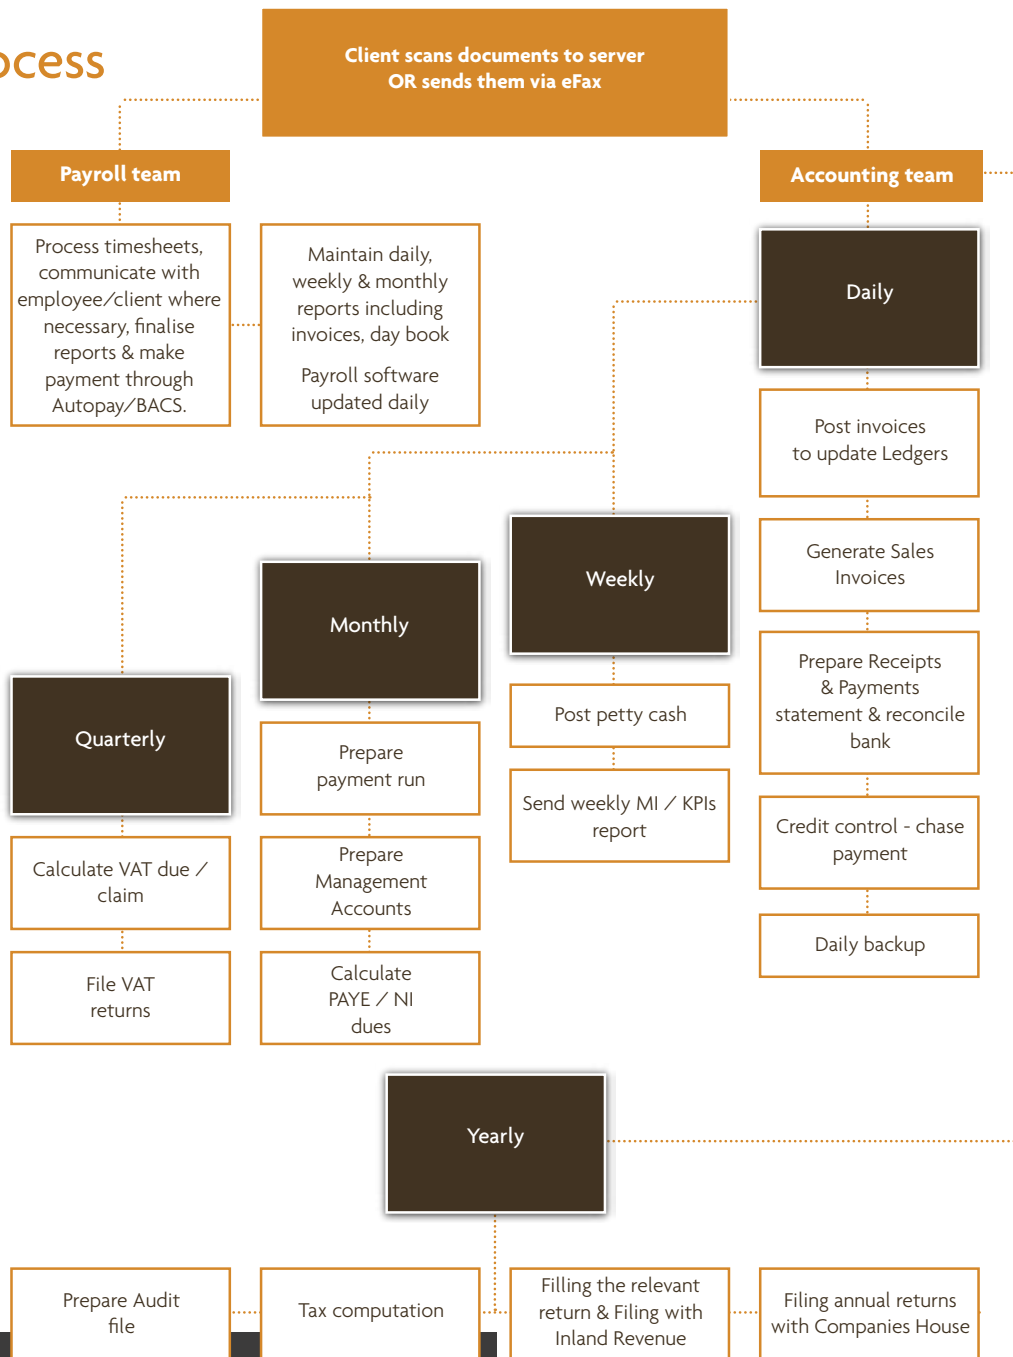 ocess
Client scans documents to server
OR sends them via eFax
Payroll team
Accounting team
Process timesheets,
communicate with
employee/client where
necessary, finalise
reports & make
payment through
Autopay/BACS.
Maintain daily,
weekly & monthly
reports including
invoices, day book
Payroll software
updated daily
Daily
Post invoices
to update Ledgers
Generate Sales
Invoices
Prepare Receipts
& Payments
statement & reconcile
bank
Credit control - chase
payment
Daily backup
Weekly
Post petty cash
Send weekly MI / KPIs
report
Monthly
Prepare
payment run
Prepare
Management
Accounts
Calculate
PAYE / NI
dues
Quarterly
Calculate VAT due /
claim
File VAT
returns
Yearly
Prepare Audit
file
Tax computation
Filling the relevant
return & Filing with
Inland Revenue
Filing annual returns
with Companies House